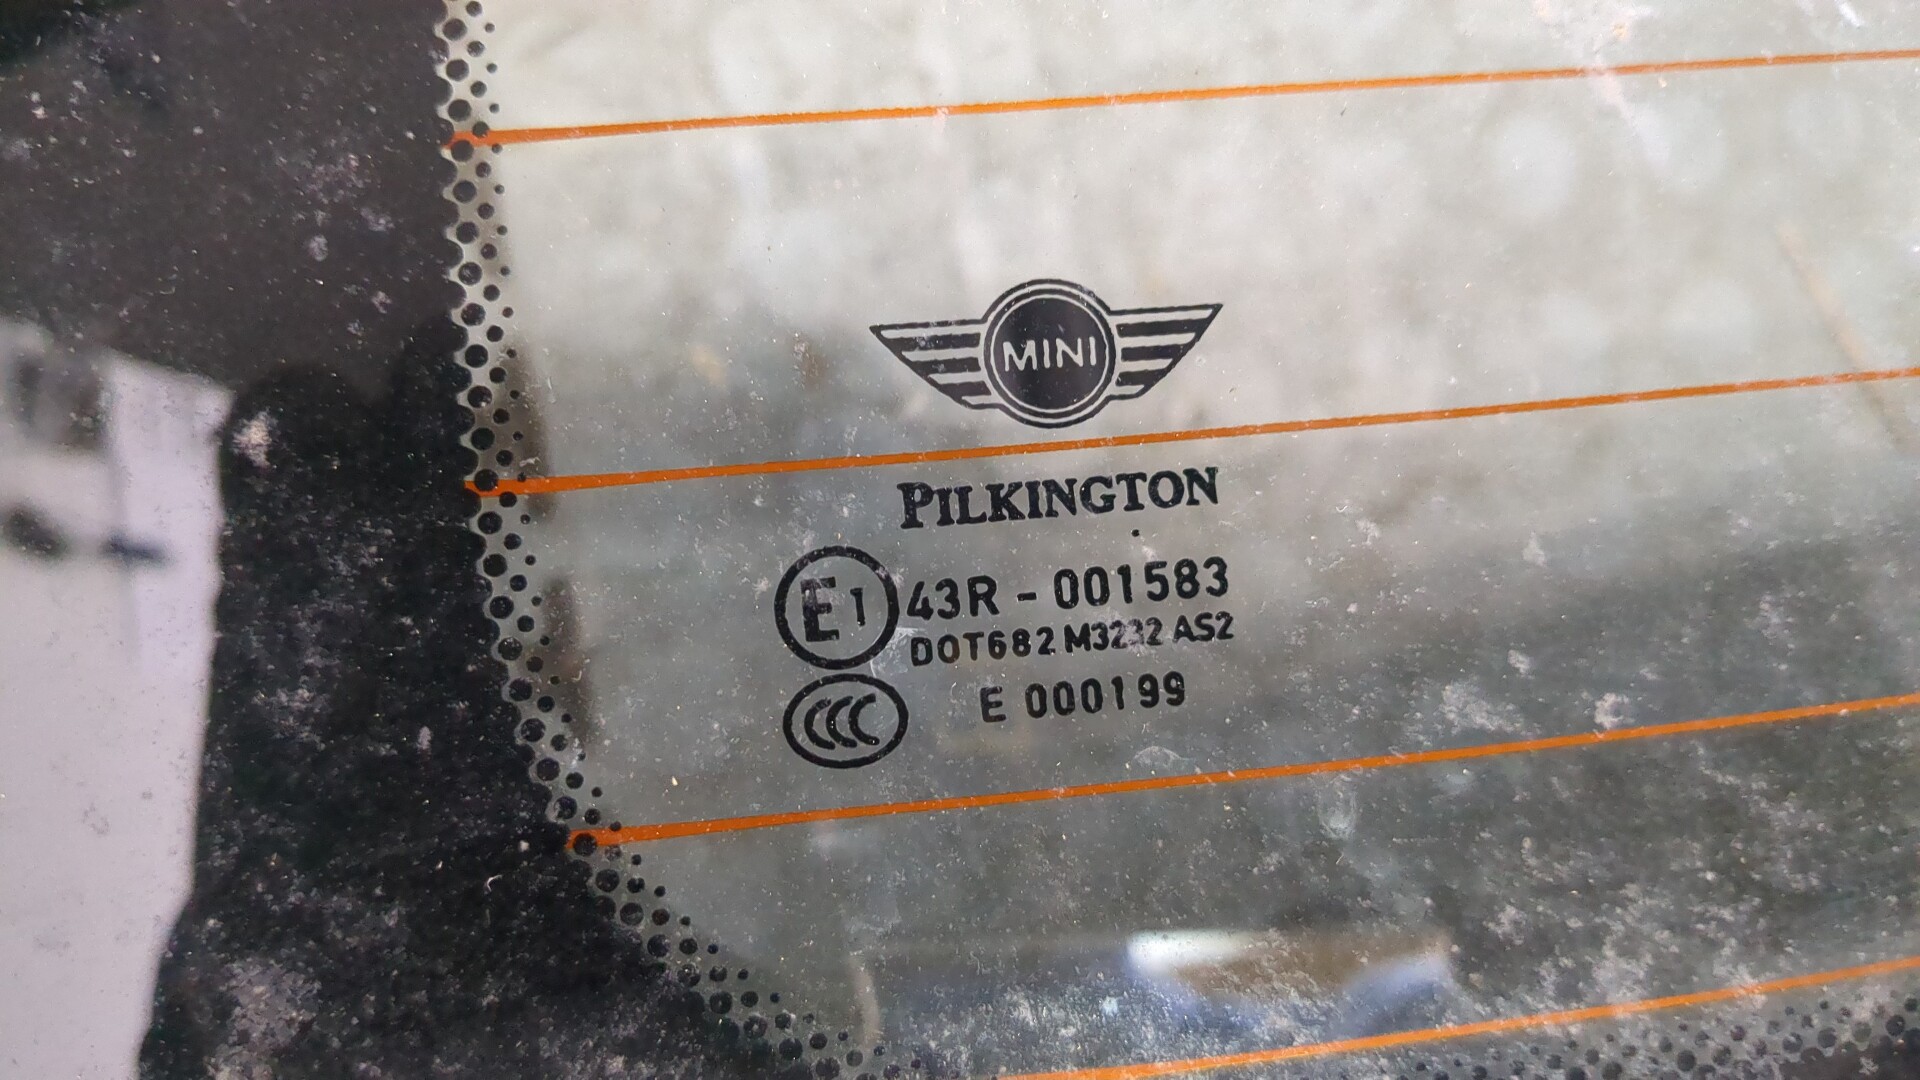 MINI
PILKINGTON
E1 43R - 001583
DOT682 M3232 AS2
CCC E 000199